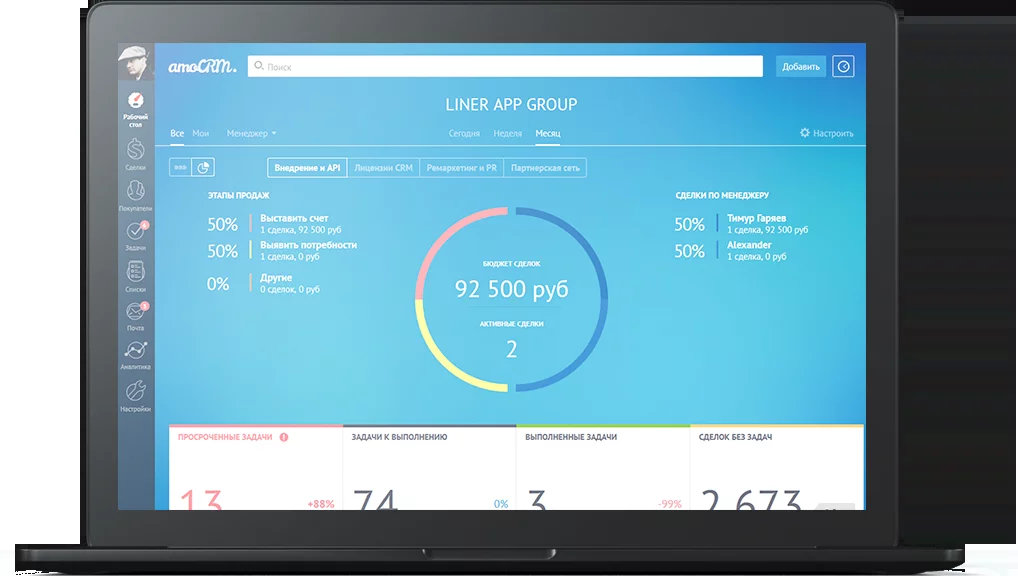 amoCRM.
Поиск
Добавить
LINER APP GROUP
Все Мои Менеджер
Сегодня Неделя Месяц
Настроить
Внедрение и API Лицензии CRM Ремаркетинг и PR Партнерская сеть
Рабочий
стол
Сделки
Покупатели
4
Задачи
Списки
Почта
Аналитика
Настройки
ЭТАПЫ ПРОДАЖ
50% Выставить счет
1 сделка, 92 500 руб
50% Выявить потребности
1 сделка, 0 руб
0% Другие
0 сделок, 0 руб
БЮДЖЕТ СДЕЛОК
92 500 руб
АКТИВНЫЕ СДЕЛКИ
2
СДЕЛКИ ПО МЕНЕДЖЕРУ
50% Тимур Гаряев
1 сделка, 92 500 руб
50% Alexander
1 сделка, 0 руб
ПРОСРОЧЕННЫЕ ЗАДАЧИ
13 +88%
ЗАДАЧИ К ВЫПОЛНЕНИЮ
74 0%
ВЫПОЛНЕННЫЕ ЗАДАЧИ
3 -99%
СДЕЛОК БЕЗ ЗАДАЧ
2 673